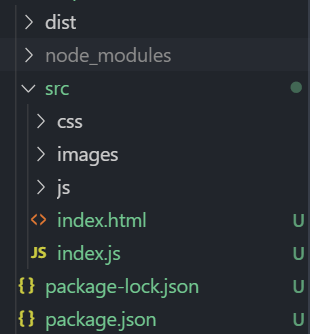 dist
node_modules
src
css
images
js
<> index.html U
JS index.js U
{} package-lock.json U
{} package.json U